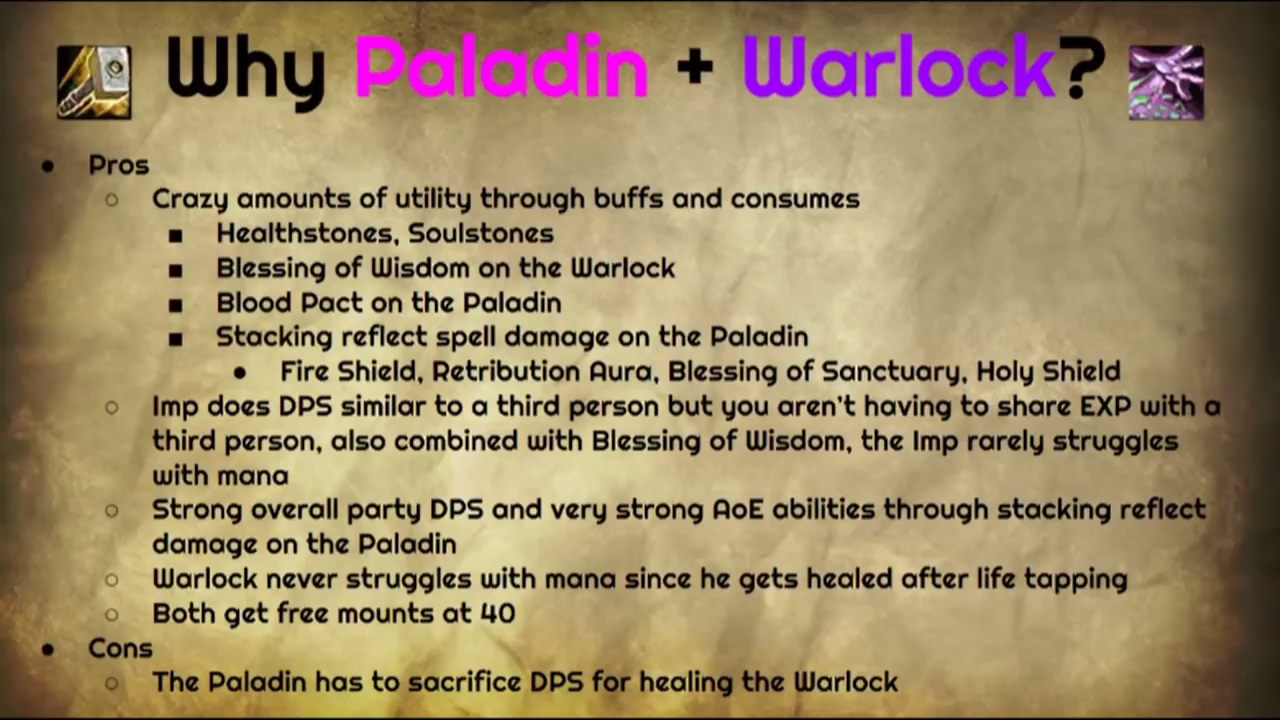 Why Paladin + Warlock?
● Pros
○ Crazy amounts of utility through buffs and consumes
■ Healthstones, Soulstones
■ Blessing of Wisdom on the Warlock
■ Blood Pact on the Paladin
■ Stacking reflect spell damage on the Paladin
● Fire Shield, Retribution Aura, Blessing of Sanctuary, Holy Shield
○ Imp does DPS similar to a third person but you aren't having to share EXP with a
third person, also combined with Blessing of Wisdom, the Imp rarely struggles
with mana
○ Strong overall party DPS and very strong AoE abilities through stacking reflect
damage on the Paladin
○ Warlock never struggles with mana since he gets healed after life tapping
○ Both get free mounts at 40
● Cons
○ The Paladin has to sacrifice DPS for healing the Warlock